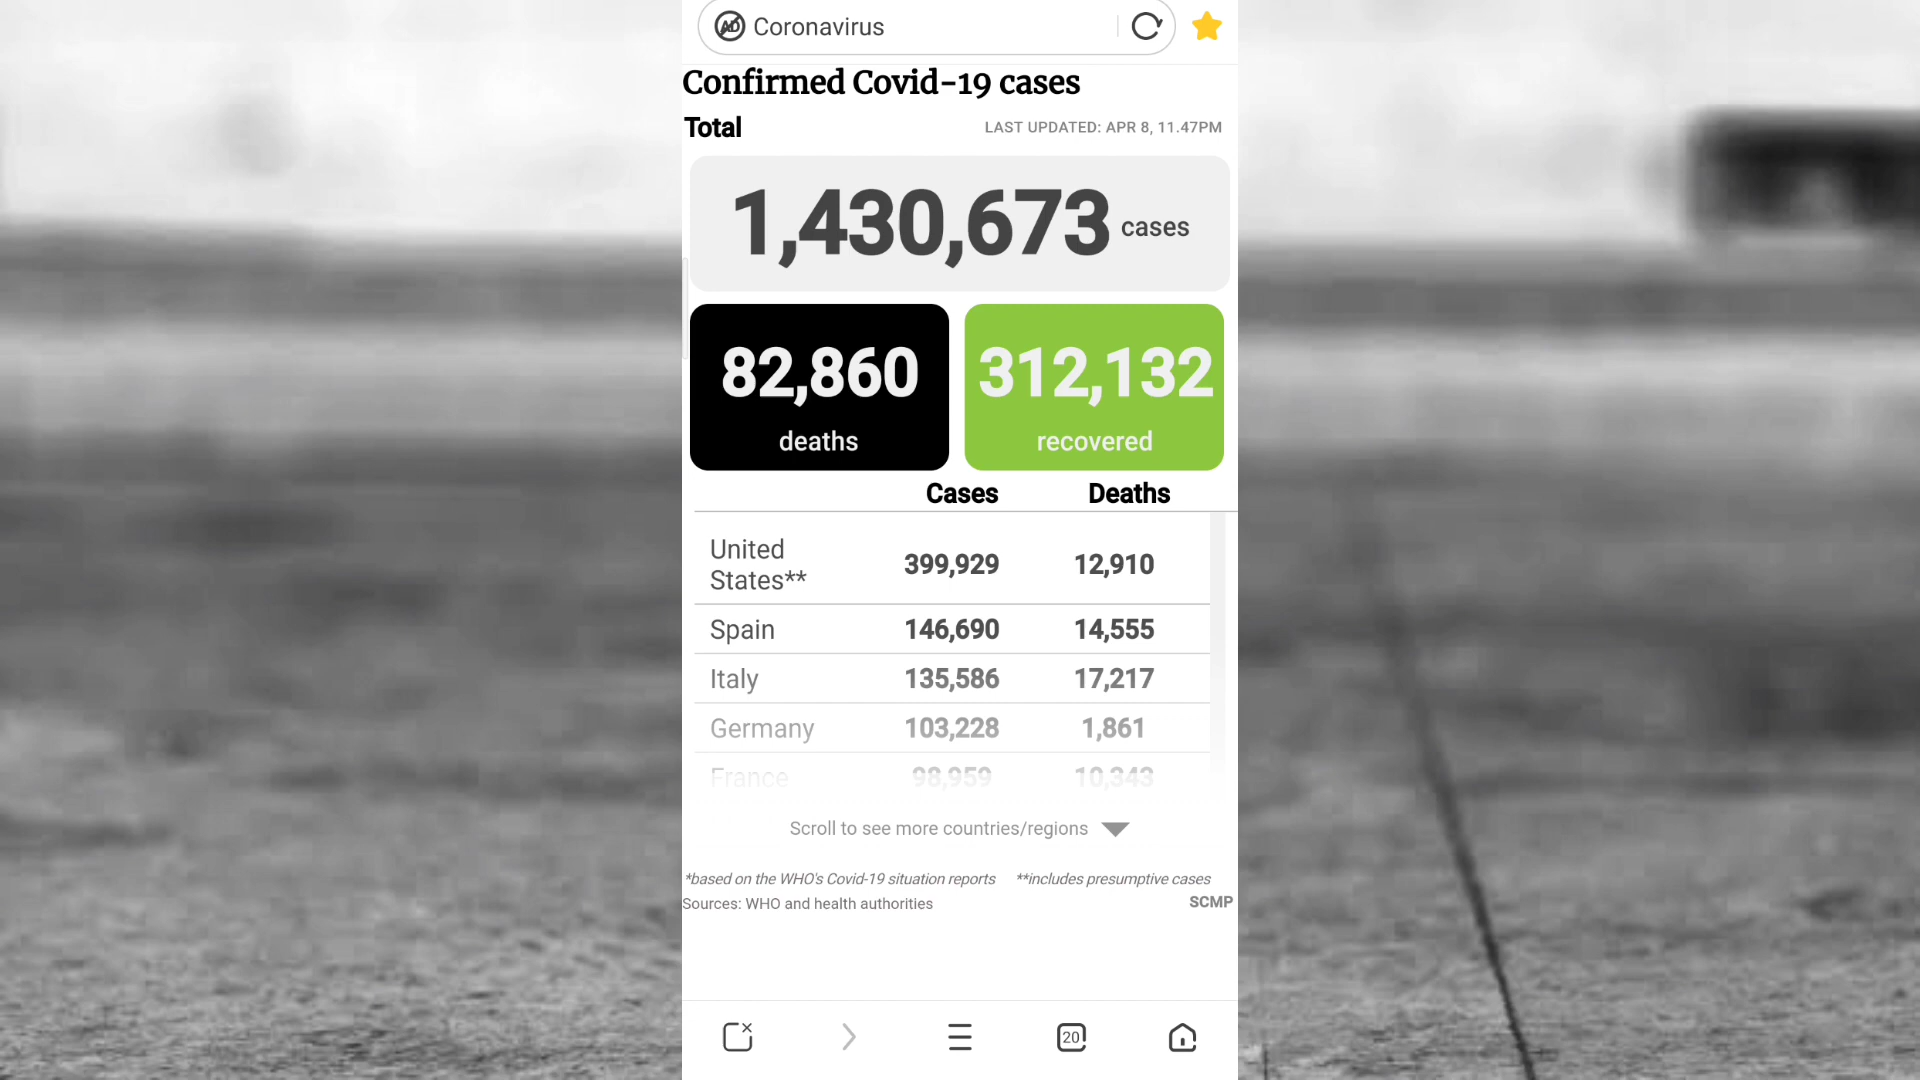 Coronavirus
Confirmed Covid-19 cases
Total LAST UPDATED: APR 8, 11.47PM
1,430,673 cases
82,860 312,132
deaths recovered
Cases Deaths
United
States** 399,929 12,910
Spain 146,690 14,555
Italy 135,586 17,217
Germany 103,228 1,861
France 98,959 10,343
Scroll to see more countries/regions
*based on the WHO's Covid-19 situation reports **includes presumptive cases
Sources: WHO and health authorities SCMP
20